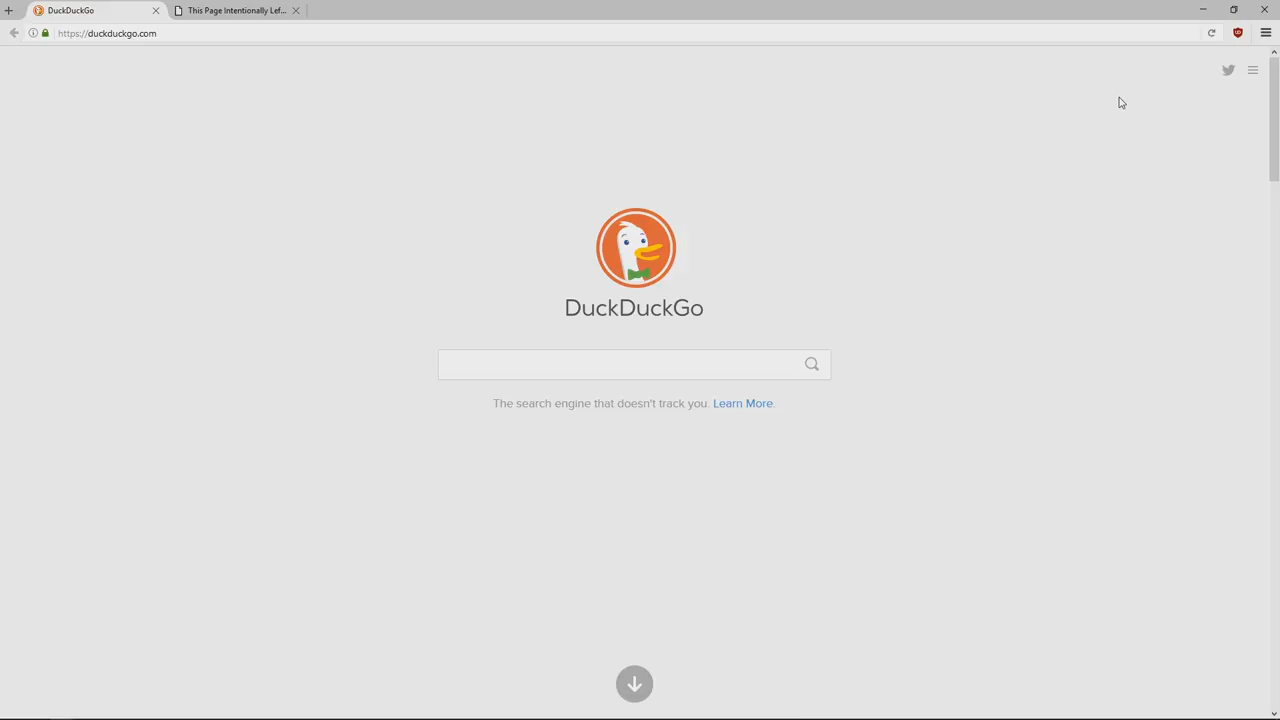 DuckDuckGo
This Page Intentionally Lef...
https://duckduckgo.com
DuckDuckGo
The search engine that doesn't track you. Learn More.